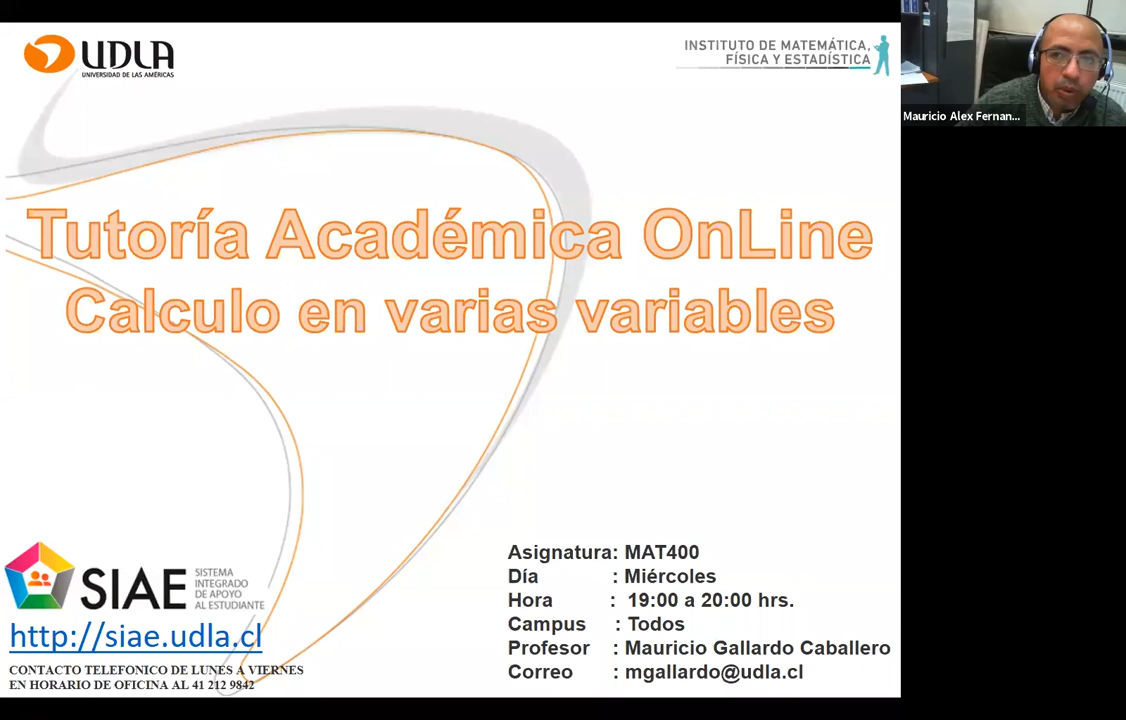 UDLA
UNIVERSIDAD DE LAS AMÉRICAS
INSTITUTO DE MATEMÁTICA,
FÍSICA Y ESTADÍSTICA
Mauricio Alex Fernan...
Tutoría Académica OnLine
Calculo en varias variables
SIAE
SISTEMA
INTEGRADO
DE APOYO
AL ESTUDIANTE
http://siae.udla.cl
CONTACTO TELEFONICO DE LUNES A VIERNES
EN HORARIO DE OFICINA AL 41 212 9842
Asignatura: MAT400
Día : Miércoles
Hora : 19:00 a 20:00 hrs.
Campus : Todos
Profesor : Mauricio Gallardo Caballero
Correo : mgallardo@udla.cl